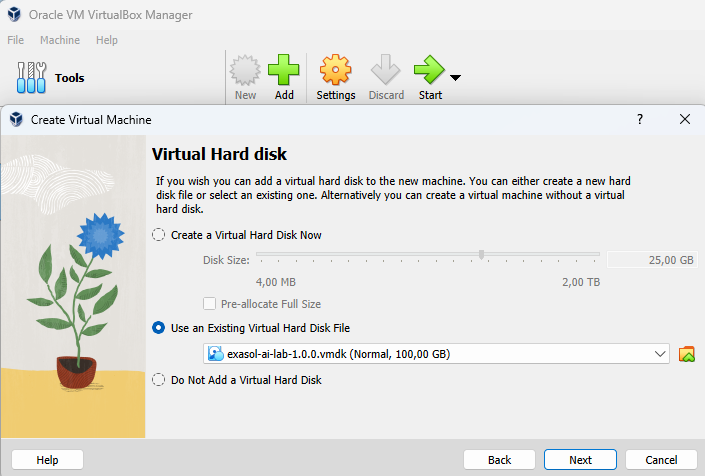 Oracle VM VirtualBox Manager
File Machine Help
Tools
New Add Settings Discard Start
Create Virtual Machine ?
Virtual Hard disk
If you wish you can add a virtual hard disk to the new machine. You can either create a new hard
disk file or select an existing one. Alternatively you can create a virtual machine without a virtual
hard disk.
Create a Virtual Hard Disk Now
Disk Size: 25,00 GB
4,00 MB 2,00 TB
Pre-allocate Full Size
Use an Existing Virtual Hard Disk File
exasol-ai-lab-1.0.0.vmdk (Normal, 100,00 GB)
Do Not Add a Virtual Hard Disk
Help Back Next Cancel